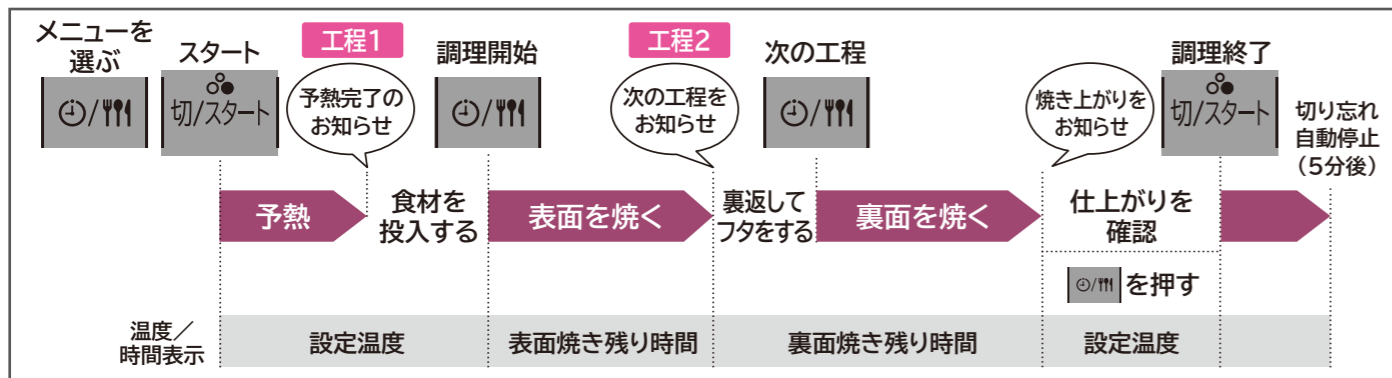 メニューを
選ぶ
スタート
切/スタート
工程1
予熱完了の
お知らせ
調理開始
工程2
次の工程を
お知らせ
次の工程
焼き上がりを
お知らせ
調理終了
切/スタート
切り忘れ
自動停止
(5分後)
予熱
食材を
投入する
表面を焼く
裏返して
フタをする
裏面を焼く
仕上がりを
確認
を押す
温度/
時間表示
設定温度
表面焼き残り時間
裏面焼き残り時間
設定温度